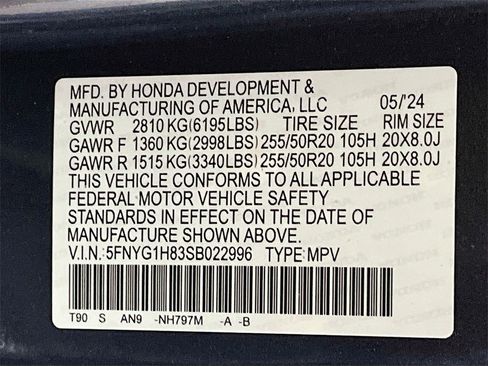 MFD. BY HONDA DEVELOPMENT &
MANUFACTURING OF AMERICA, LLC 05/'24
GVWR 2810 KG(6195LBS) TIRE SIZE RIM SIZE
GAWR F 1360 KG(2998LBS) 255/50R20 105H 20X8.0J
GAWR R 1515 KG(3340LBS) 255/50R20 105H 20X8.0J
THIS VEHICLE CONFORMS TO ALL APPLICABLE
FEDERAL MOTOR VEHICLE SAFETY
STANDARDS IN EFFECT ON THE DATE OF
MANUFACTURE SHOWN ABOVE.
V.I.N.:5FNYG1H83SB022996 TYPE:MPV
T90 S AN9 -NH797M -A -B